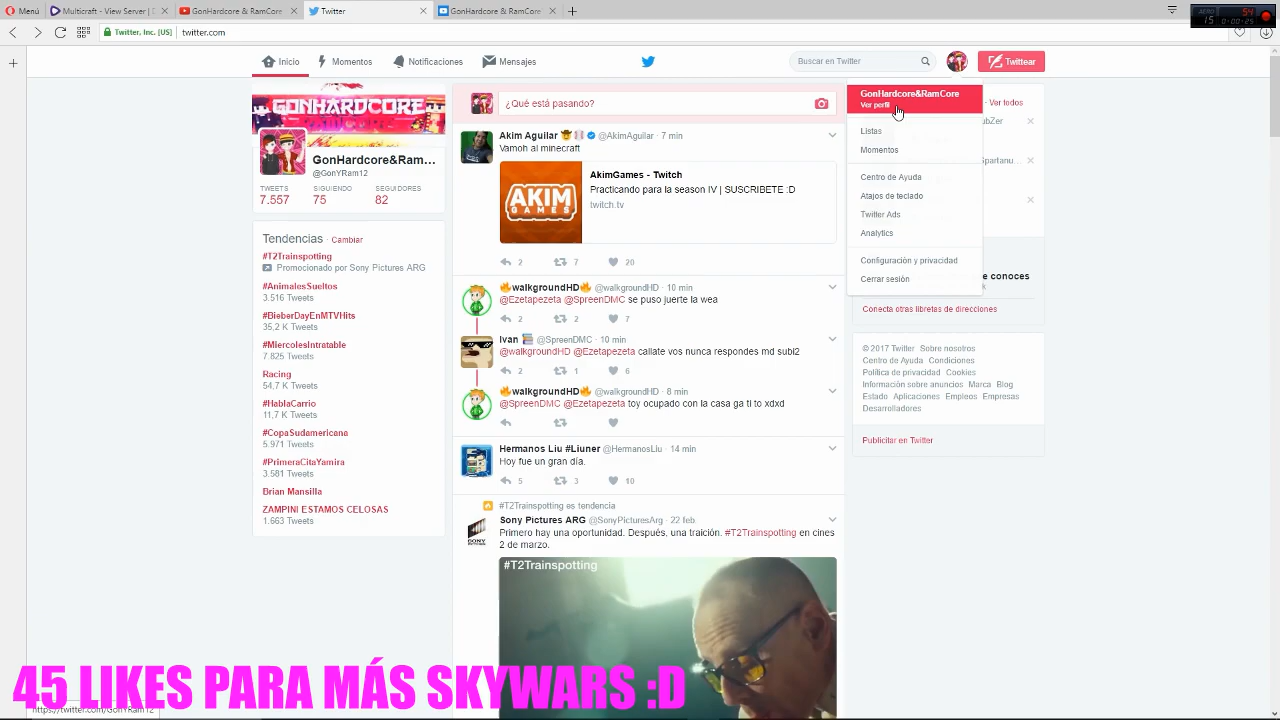 Menú
Multicraft - View Server |
GonHardcore & RamCore
Twitter
GonHardcore & RamCore
AERO
15
54
0:00:25
Twitter, Inc. [US]
twitter.com
Inicio
Momentos
Notificaciones
Mensajes
Buscar en Twitter
Twittear
GONHARDCORE
GonHardcore&Ram...
@GonYRam12
TWEETS
SIGUIENDO
SEGUIDORES
7.557
75
82
Tendencias · Cambiar
#T2Trainspotting
Promocionado por Sony Pictures ARG
#AnimalesSueltos
3.516 Tweets
#BieberDayEnMTVHits
35,2 K Tweets
#MiercolesIntratable
7.825 Tweets
Racing
54,7 K Tweets
#HablaCarrio
11,7 K Tweets
#CopaSudamericana
5.971 Tweets
#PrimeraCitaYamira
3.581 Tweets
Brian Mansilla
ZAMPINI ESTAMOS CELOSAS
1.663 Tweets
¿Qué está pasando?
Akim Aguilar @AkimAguilar · 7 min
Vamoh al minecraft
AKIM
GAMES
AkimGames - Twitch
Practicando para la season IV | SUSCRIBETE :D
twitch.tv
2 7 20
walkgroundHD @walkgroundHD · 10 min
@Ezetapezeta @SpreenDMC se puso juerte la wea
2 2 7
Ivan @SpreenDMC · 10 min
@walkgroundHD @Ezetapezeta callate vos nunca respondes md subi2
2 1 6
walkgroundHD @walkgroundHD · 8 min
@SpreenDMC @Ezetapezeta toy ocupado con la casa ga ti to xdxd
Hermanos Liu #Liuner @HermanosLiu · 14 min
Hoy fue un gran día.
5 3 10
#T2Trainspotting es tendencia
SONY
Sony Pictures ARG @SonyPicturesArg · 22 feb.
Primero hay una oportunidad. Después, una traición. #T2Trainspotting en cines
2 de marzo.
#T2Trainspotting
GonHardcore&RamCore
Ver perfil
Listas
Momentos
Centro de Ayuda
Atajos de teclado
Twitter Ads
Analytics
Configuración y privacidad
Cerrar sesión
· Ver todos
ubZer
Spartanu...
e conoces
Conecta otras libretas de direcciones
© 2017 Twitter Sobre nosotros
Centro de Ayuda Condiciones
Política de privacidad Cookies
Información sobre anuncios Marca Blog
Estado Aplicaciones Empleos Empresas
Desarrolladores
Publicitar en Twitter
45 LIKES PARA MÁS SKYWARS :D
https://twitter.com/GonYRam12